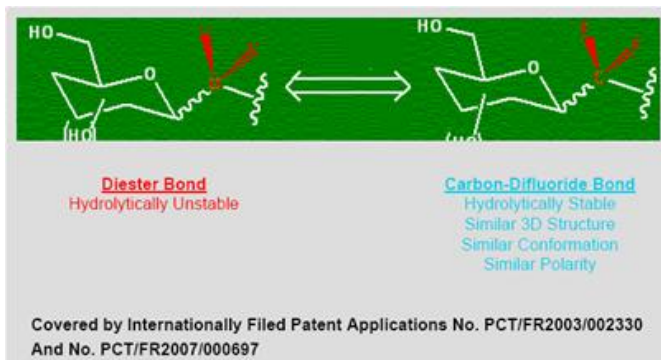 HO
HO
O
O
(HO)
(HO)
Diester Bond
Carbon-Difluoride Bond
Hydrolytically Unstable
Hydrolytically Stable
Similar 3D Structure
Similar Conformation
Similar Polarity
Covered by Internationally Filed Patent Applications No. PCT/FR2003/002330
And No. PCT/FR2007/000697